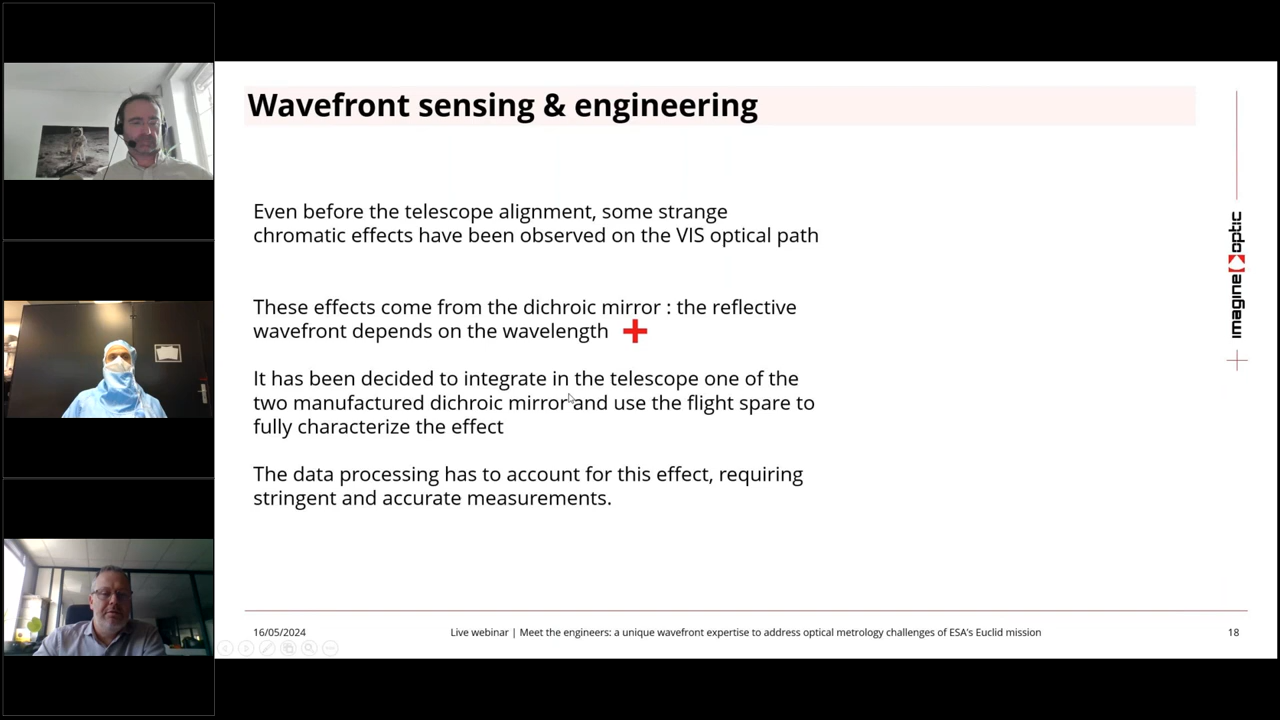 Wavefront sensing & engineering
Even before the telescope alignment, some strange
chromatic effects have been observed on the VIS optical path
These effects come from the dichroic mirror : the reflective
wavefront depends on the wavelength
It has been decided to integrate in the telescope one of the
two manufactured dichroic mirror and use the flight spare to
fully characterize the effect
The data processing has to account for this effect, requiring
stringent and accurate measurements.
imagine optic
16/05/2024
Live webinar | Meet the engineers: a unique wavefront expertise to address optical metrology challenges of ESA's Euclid mission
18